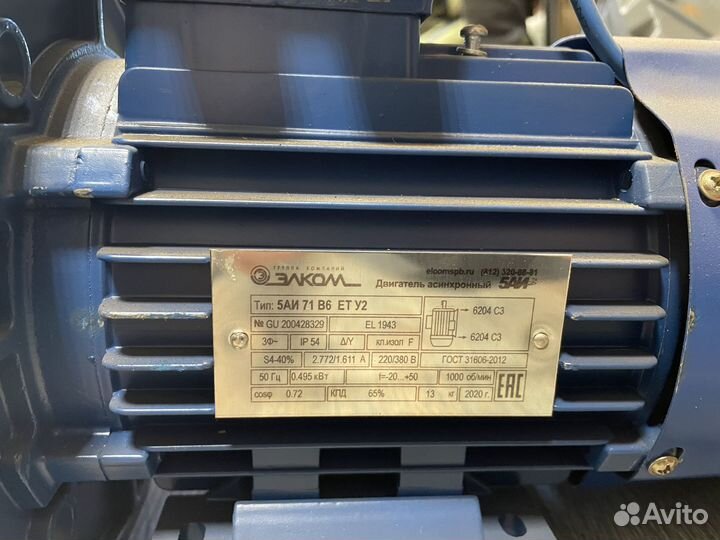 ГРУППА КОМПАНИЙ
ЭЛКОМ
elcomspb.ru (812) 320-88-81
Двигатель асинхронный 5АИ
Тип: 5АИ 71 В6 ЕТ У2
№ GU 200428329 EL 1943
3Ф~ IP 54 Δ/Y кл.изол F
S4-40% 2.772/1.611 А 220/380 В
50 Гц 0.495 кВт t=-20...+50 1000 об/мин
cosφ 0.72 КПД 65% 13 кг 2020 г.
6204 C3
6204 C3
ГОСТ 31606-2012
ЕАС
Avito